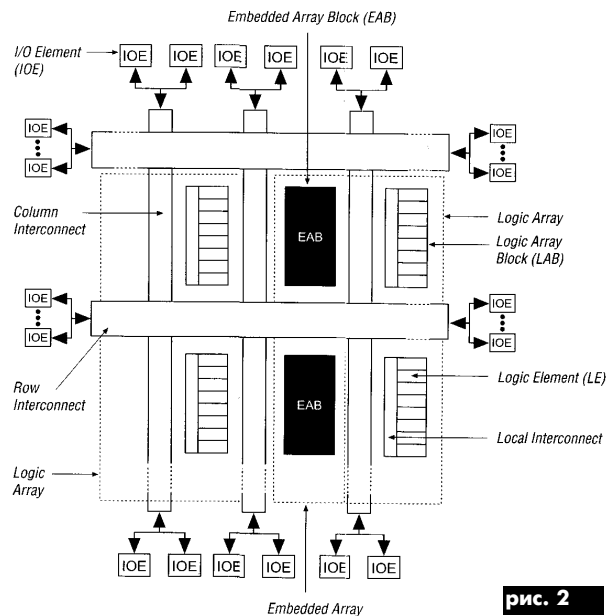 Embedded Array Block (EAB)
I/O Element
(IOE)
IOE IOE IOE IOE IOE IOE
IOE
IOE
IOE
IOE
Column
Interconnect
EAB
Logic Array
Logic Array
Block (LAB)
IOE
IOE
IOE
IOE
Row
Interconnect
EAB
Logic Element (LE)
Local Interconnect
Logic
Array
IOE IOE IOE IOE IOE IOE
Embedded Array
рис. 2